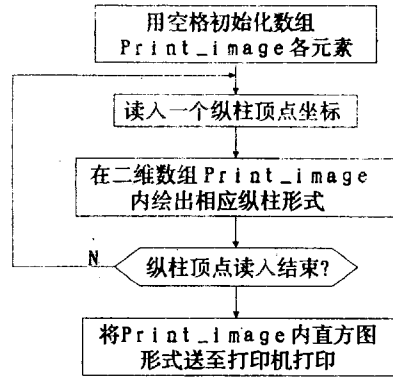 用空格初始化数组
Print_image各元素
读入一个纵柱顶点坐标
在二维数组Print_image
内绘出相应纵柱形式
N
纵柱顶点读入结束?
将Print_image内直方图
形式送至打印机打印